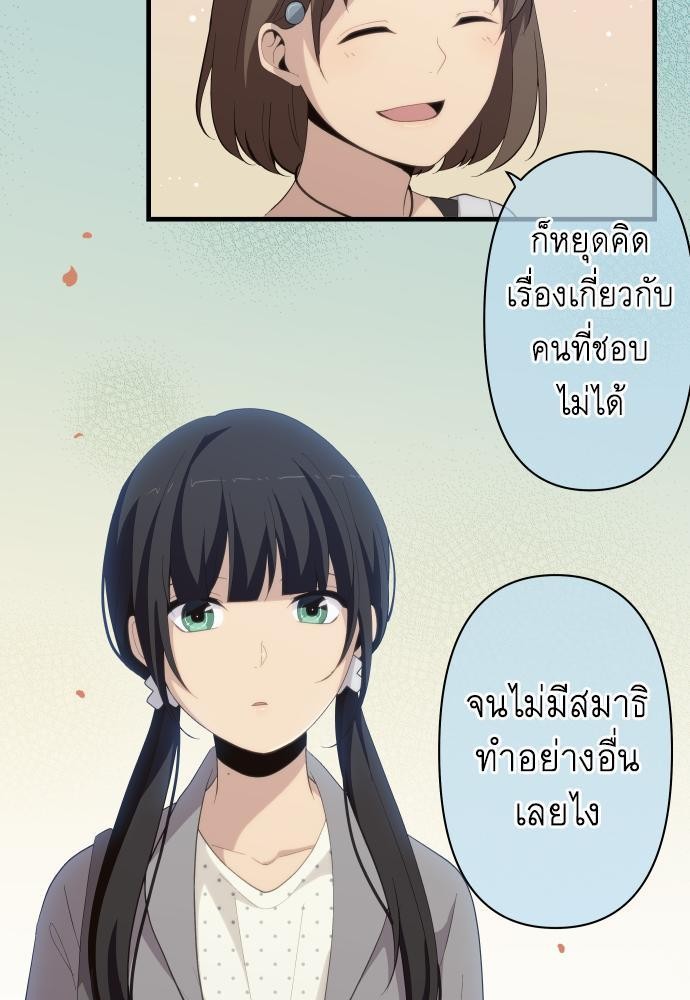 ก็หยุดคิด
เรื่องเกี่ยวกับ
คนที่ชอบ
ไม่ได้
จนไม่มีสมาธิ
ทำอย่างอื่น
เลยไง